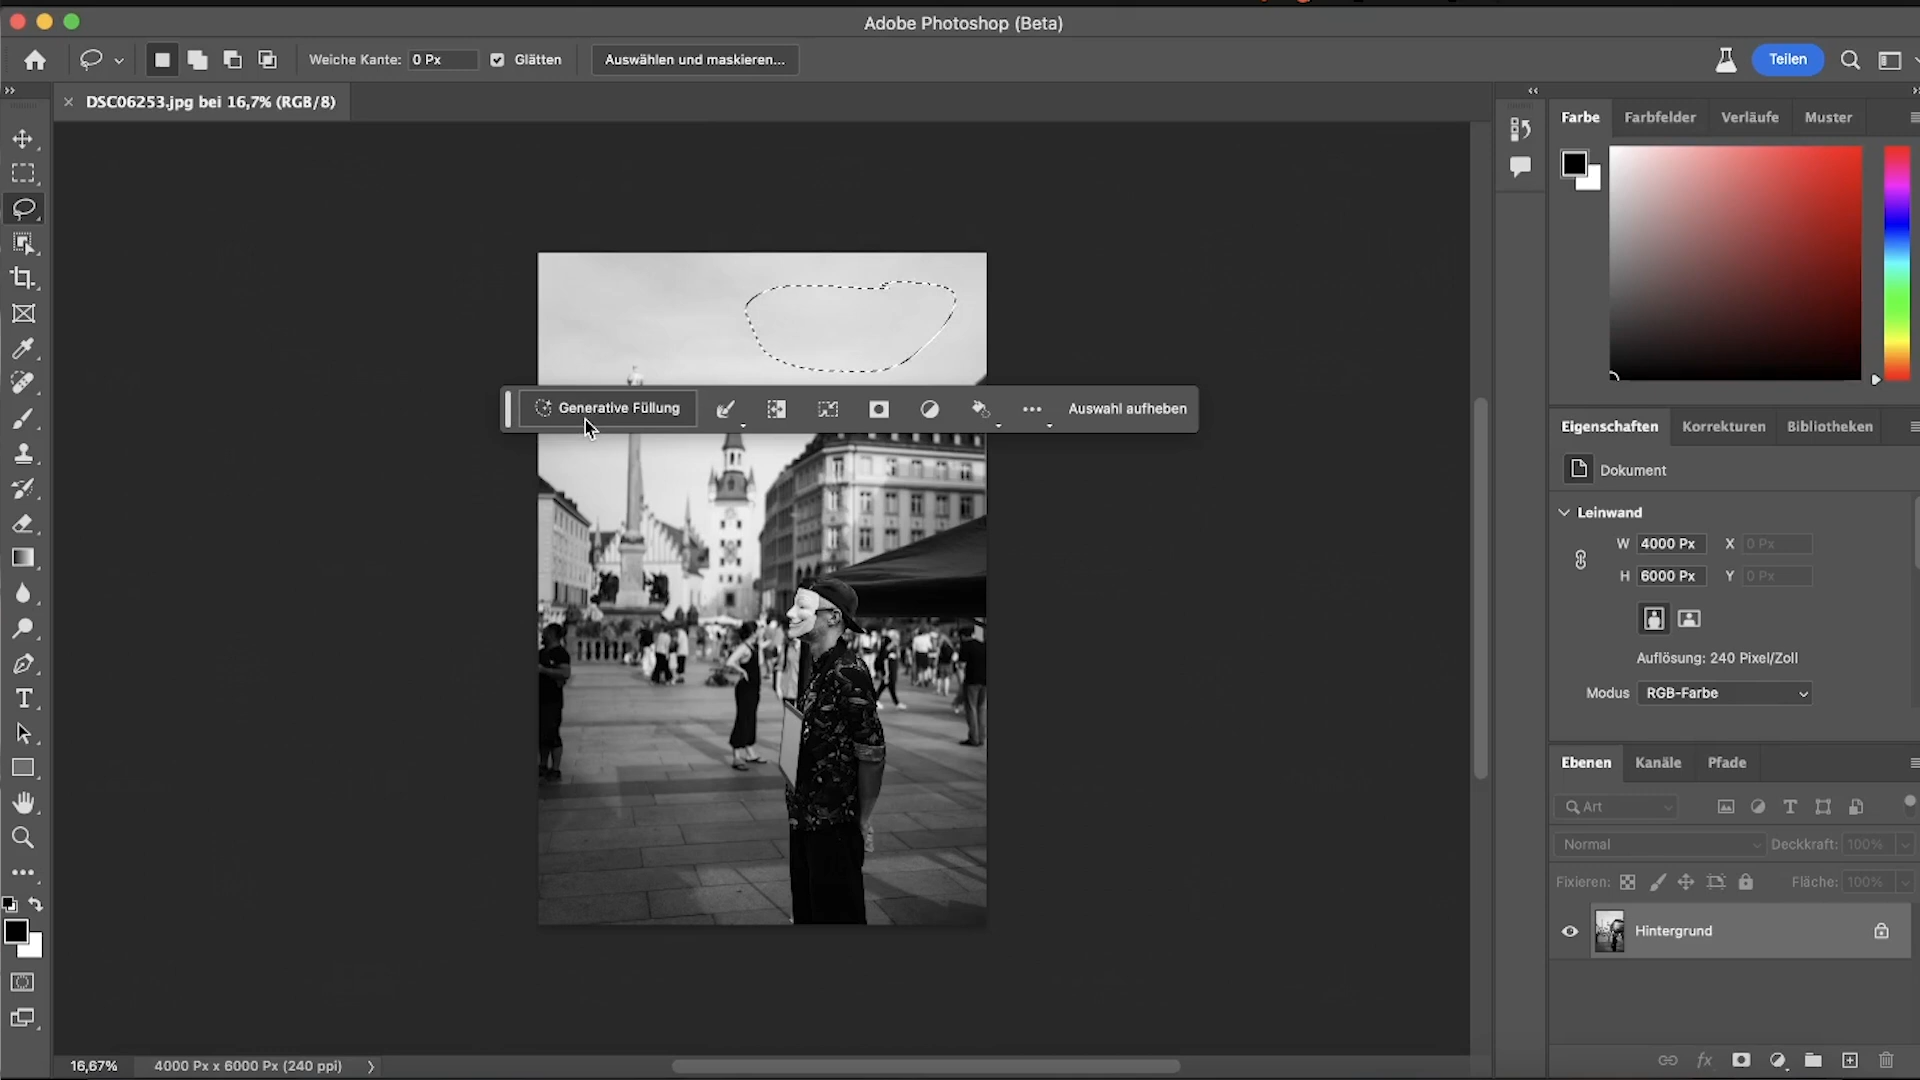 Adobe Photoshop (Beta)
Weiche Kante: 0 Px Glätten Auswählen und maskieren... Teilen
DSC06253.jpg bei 16,7% (RGB/8)
Farbe Farbfelder Verläufe Muster
Generative Füllung Auswahl aufheben
Eigenschaften Korrekturen Bibliotheken
Dokument
Leinwand
W 4000 Px X 0 Px
H 6000 Px Y 0 Px
Auflösung: 240 Pixel/Zoll
Modus RGB-Farbe
Ebenen Kanäle Pfade
Art
Normal Deckkraft: 100%
Fixieren: Fläche: 100%
Hintergrund
16,67% 4000 Px x 6000 Px (240 ppi)